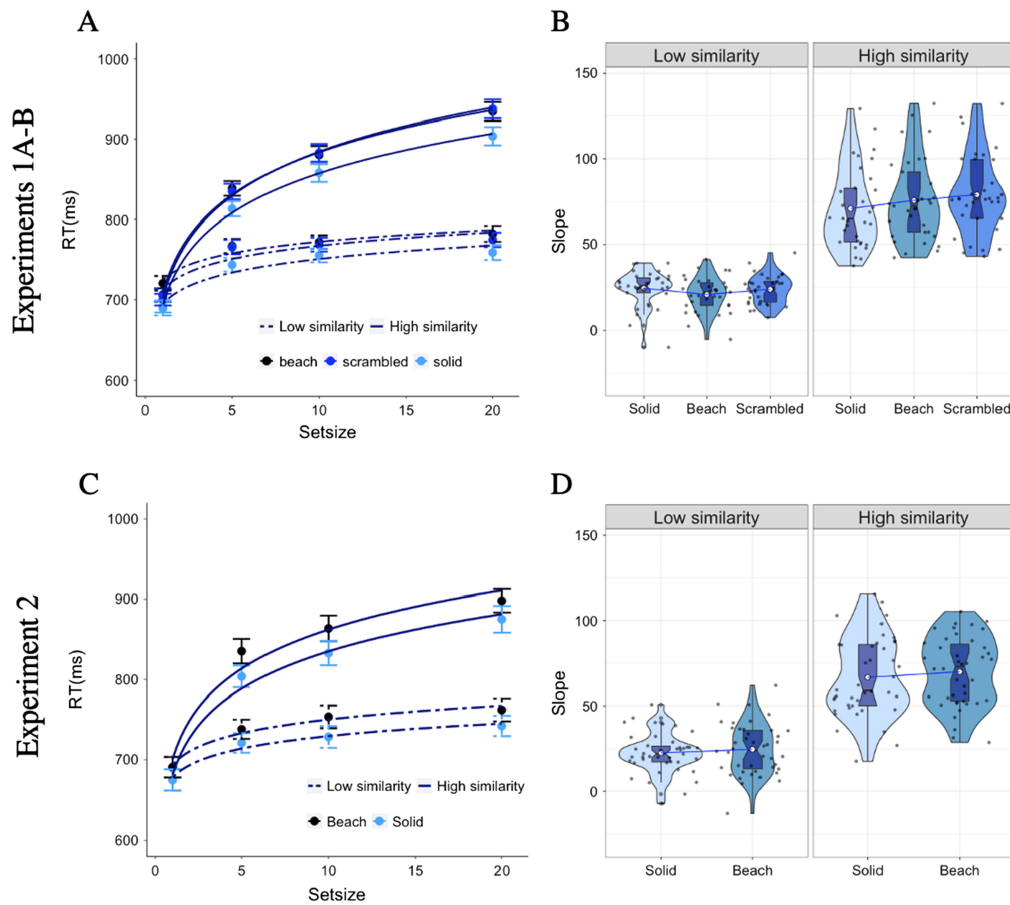 A
B
Experiments 1A-B
RT(ms)
1000
900
800
700
600
Low similarity High similarity
beach scrambled solid
0 5 10 15 20
Setsize
Low similarity High similarity
Slope
150
100
50
0
Solid Beach Scrambled Solid Beach Scrambled
C
D
Experiment 2
RT(ms)
1000
900
800
700
600
Low similarity High similarity
Beach Solid
0 5 10 15 20
Setsize
Low similarity High similarity
Slope
150
100
50
0
Solid Beach Solid Beach